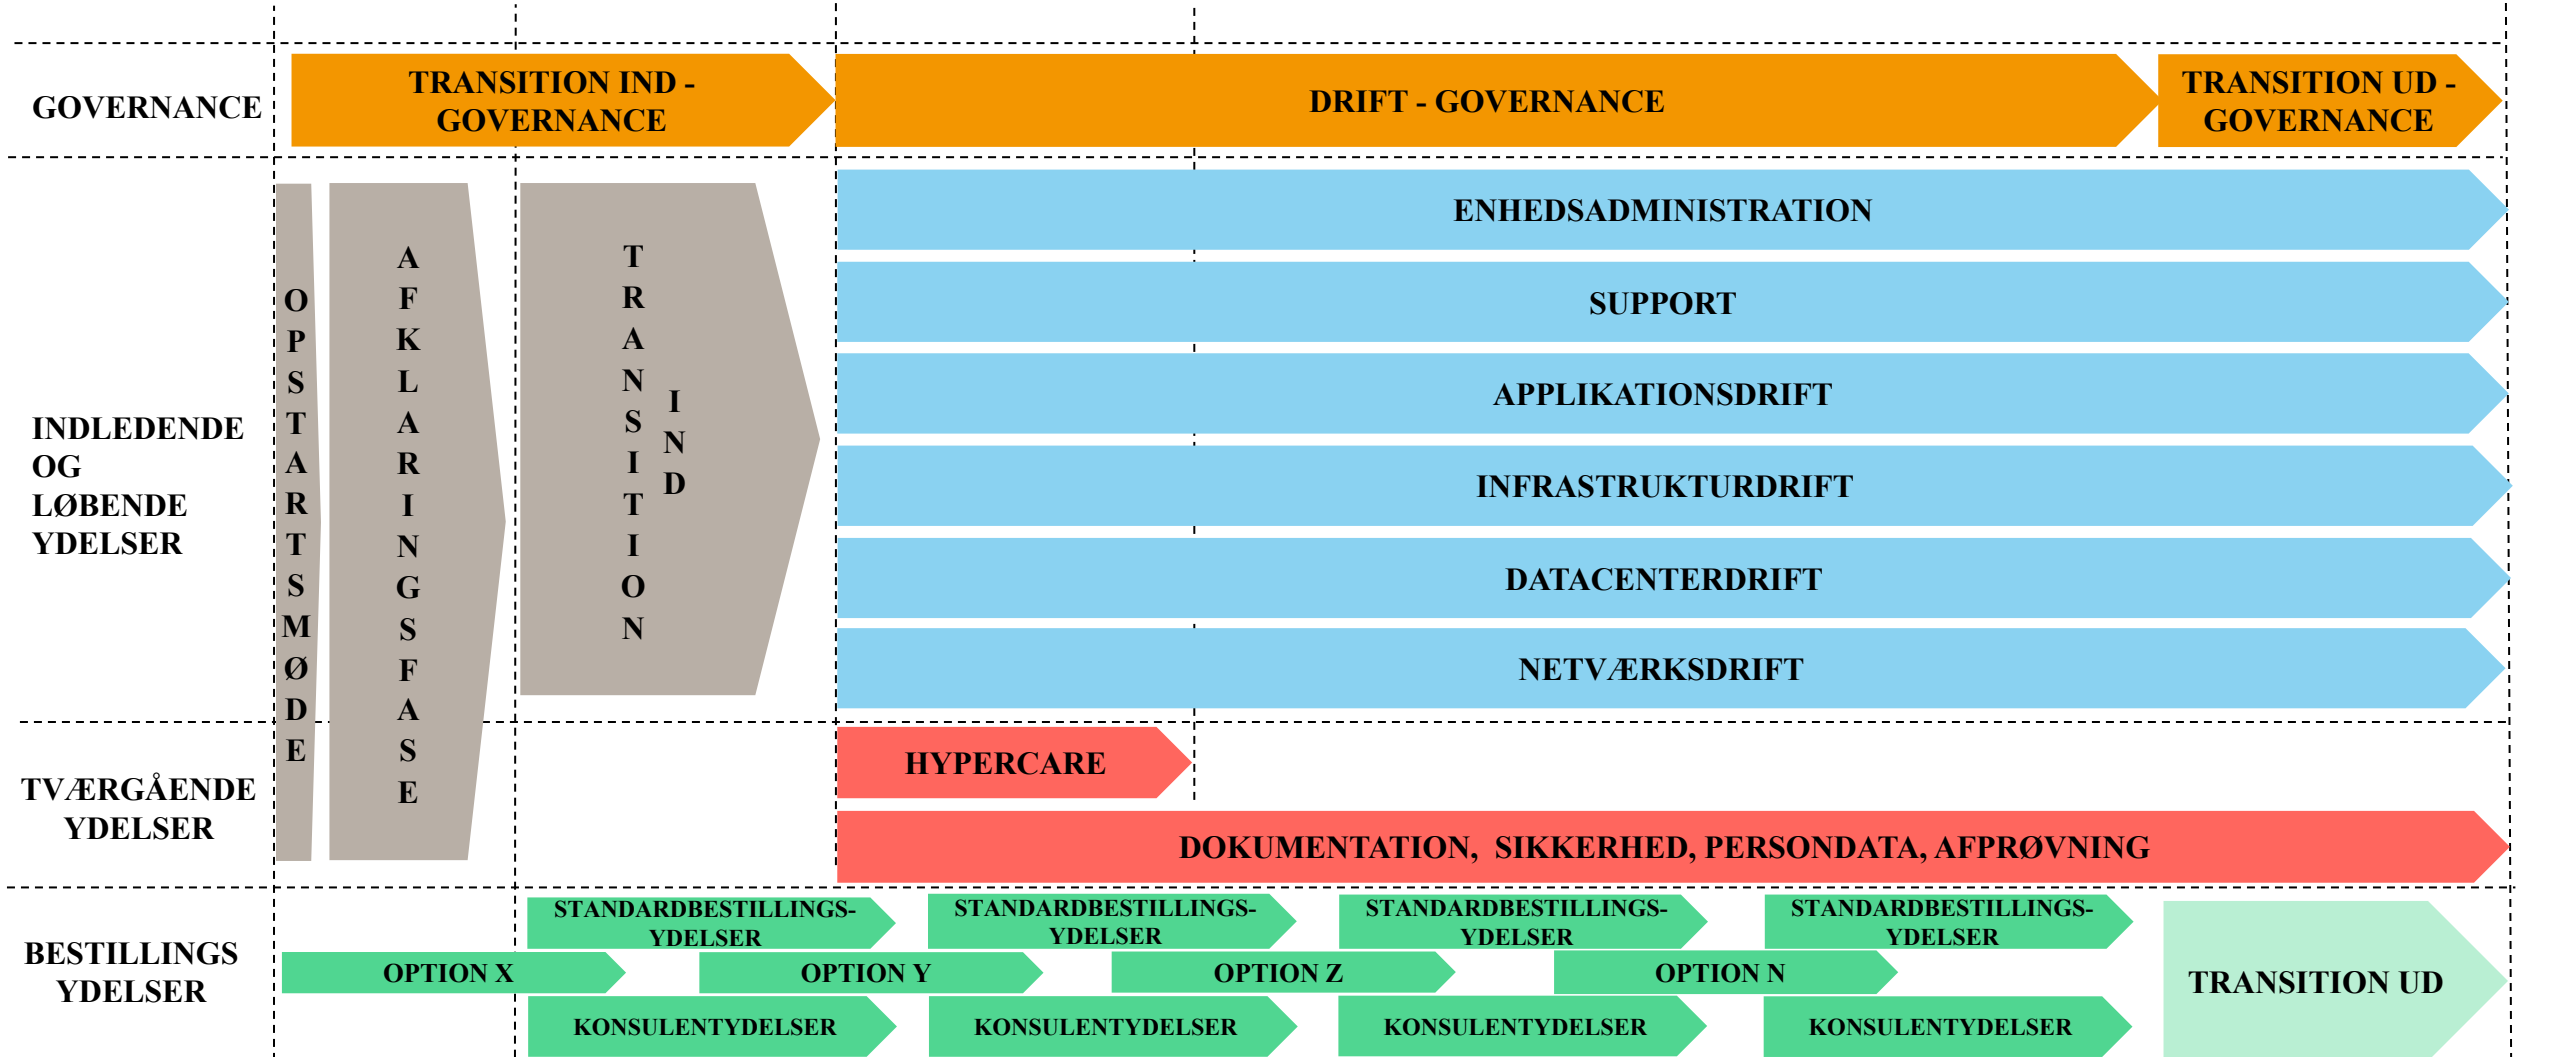 GOVERNANCE
TRANSITION IND -
GOVERNANCE
DRIFT - GOVERNANCE
TRANSITION UD -
GOVERNANCE
INDLEDENDE
OG
LØBENDE
YDELSER
OPSTARTSMØDE
AFKLARINGSFASE
TRANSITION
IND
ENHEDSADMINISTRATION
SUPPORT
APPLIKATIONSDRIFT
INFRASTRUKTURDRIFT
DATACENTERDRIFT
NETVÆRKSDRIFT
TVÆRGÅENDE
YDELSER
HYPERCARE
DOKUMENTATION, SIKKERHED, PERSONDATA, AFPRØVNING
BESTILLINGS
YDELSER
STANDARDBESTILLINGS-
YDELSER
STANDARDBESTILLINGS-
YDELSER
STANDARDBESTILLINGS-
YDELSER
STANDARDBESTILLINGS-
YDELSER
OPTION X
OPTION Y
OPTION Z
OPTION N
KONSULENTYDELSER
KONSULENTYDELSER
KONSULENTYDELSER
KONSULENTYDELSER
TRANSITION UD